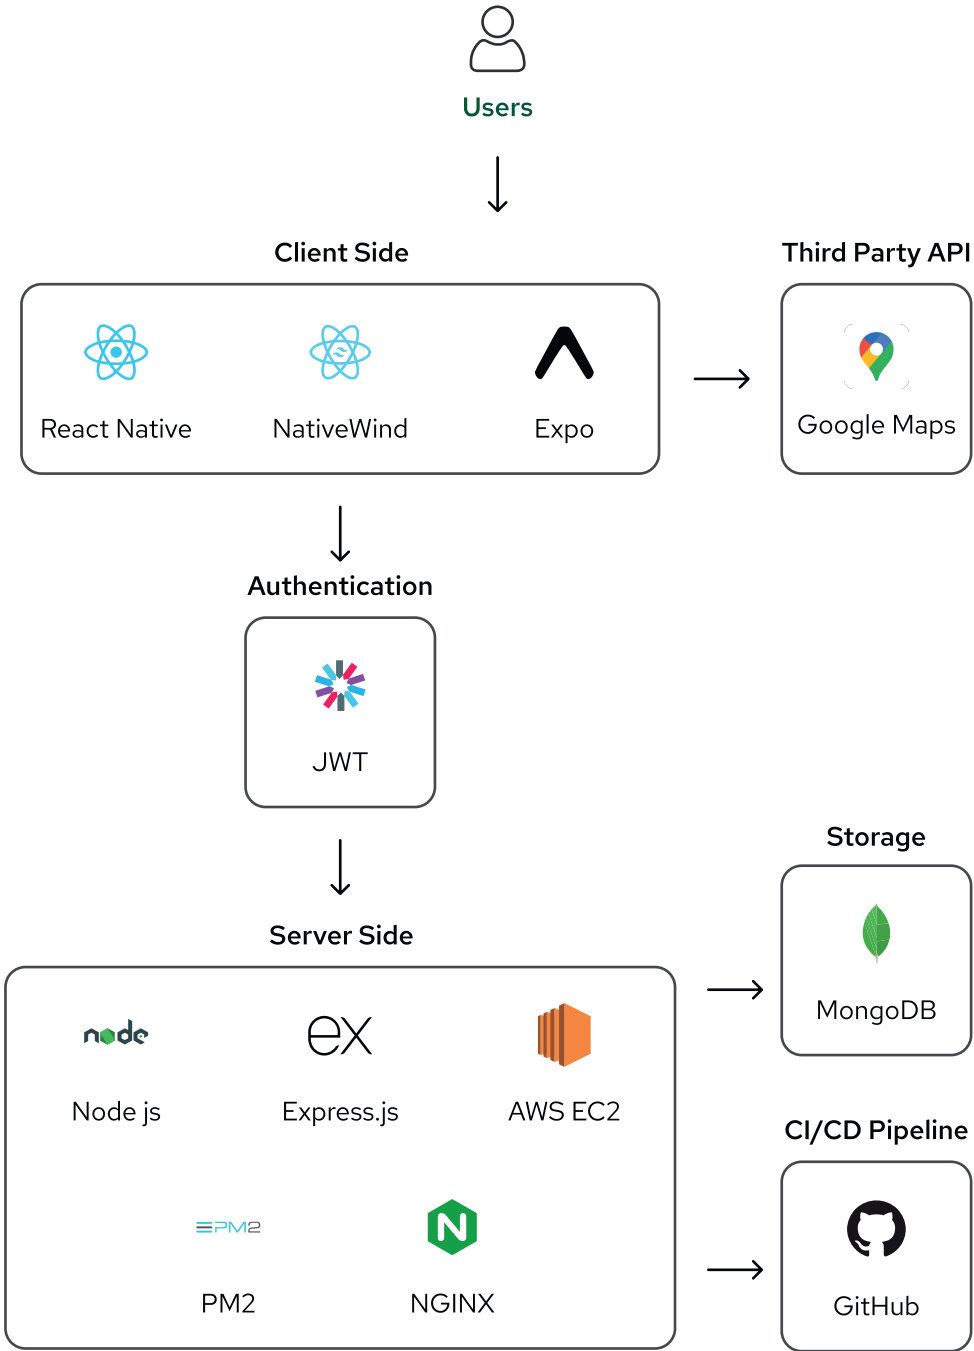 Users
Client Side
Third Party API
React Native
NativeWind
Expo
Google Maps
Authentication
JWT
Storage
MongoDB
Server Side
node
ex
Node js
Express.js
AWS EC2
CI/CD Pipeline
PM2
N
PM2
NGINX
GitHub